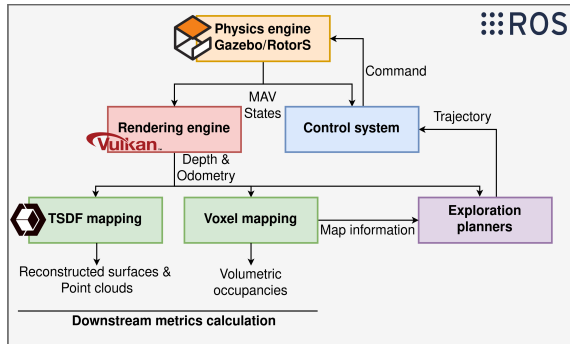 Physics engine
Gazebo/RotorS
ROS
Command
MAV
States
Trajectory
Rendering engine
Vulkan
Control system
Depth &
Odometry
TSDF mapping
Voxel mapping
Exploration
planners
Map information
Reconstructed surfaces &
Point clouds
Volumetric
occupancies
Downstream metrics calculation